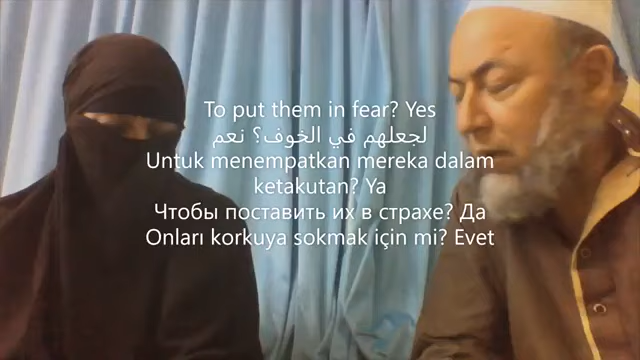 To put them in fear? Yes
لجعلهم في الخوف؟ نعم
Untuk menempatkan mereka dalam
ketakutan? Ya
Чтобы поставить их в страхе? Да
Onları korkuya sokmak için mi? Evet